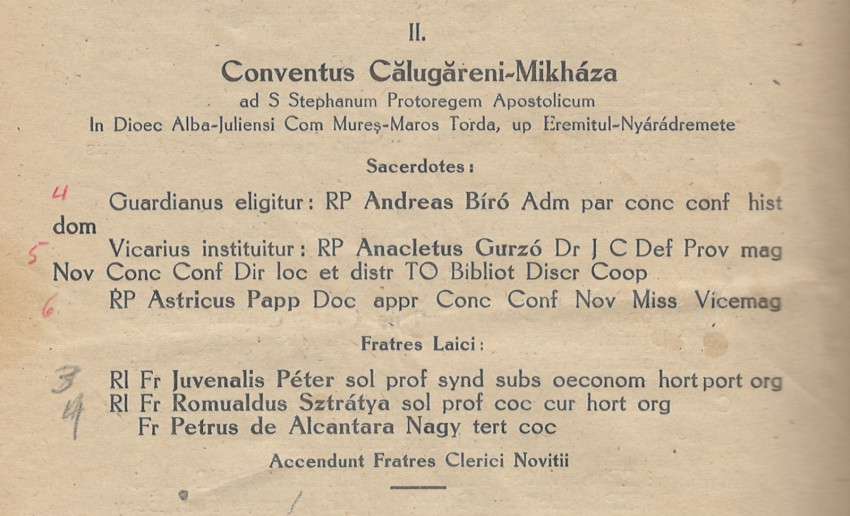 II.
Conventus Călugăreni-Mikháza
ad S Stephanum Protoregem Apostolicum
In Dioec Alba-Juliensi Com Mureş-Maros Torda, up Eremitul-Nyárádremete
Sacerdotes:
4 Guardianus eligitur: RP Andreas Bíró Adm par conc conf hist
dom
5 Vicarius instituitur: RP Anacletus Gurzó Dr J C Def Prov mag
Nov Conc Conf Dir loc et distr TO Bibliot Discr Coop
6 RP Astricus Papp Doc appr Conc Conf Nov Miss Vicemag
Fratres Laici:
3 Rl Fr Juvenalis Péter sol prof synd subs oeconom hort port org
4 Rl Fr Romualdus Sztrátya sol prof coc cur hort org
Fr Petrus de Alcantara Nagy tert coc
Accendunt Fratres Clerici Novitii